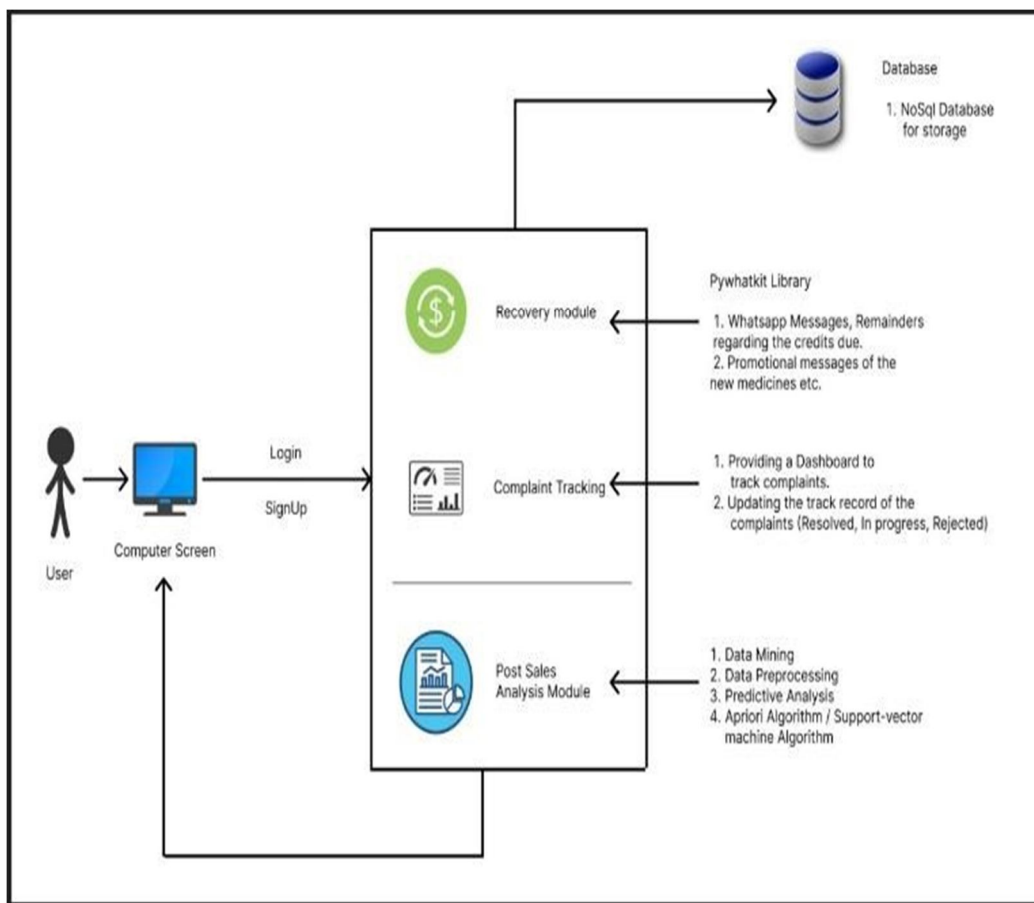 Database
1. NoSql Database
for storage
Recovery module
Pywhatkit Library
1. Whatsapp Messages, Remainders
regarding the credits due.
2. Promotional messages of the
new medicines etc.
User
Computer Screen
Login
SignUp
Complaint Tracking
1. Providing a Dashboard to
track complaints.
2. Updating the track record of the
complaints (Resolved, In progress, Rejected)
Post Sales
Analysis Module
1. Data Mining
2. Data Preprocessing
3. Predictive Analysis
4. Apriori Algorithm / Support-vector
machine Algorithm